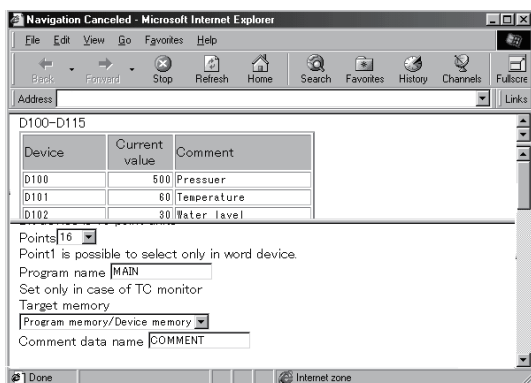 Navigation Canceled - Microsoft Internet Explorer
File Edit View Go Favorites Help
Back Forward Stop Refresh Home Search Favorites History Channels Fullscre
Address Links
D100-D115
Device Current value Comment
D100 500 Pressuer
D101 60 Temperature
D102 30 Water lavel
Points 16
Point1 is possible to select only in word device.
Program name MAIN
Set only in case of TC monitor
Target memory
Program memory/Device memory
Comment data name COMMENT
Done Internet zone